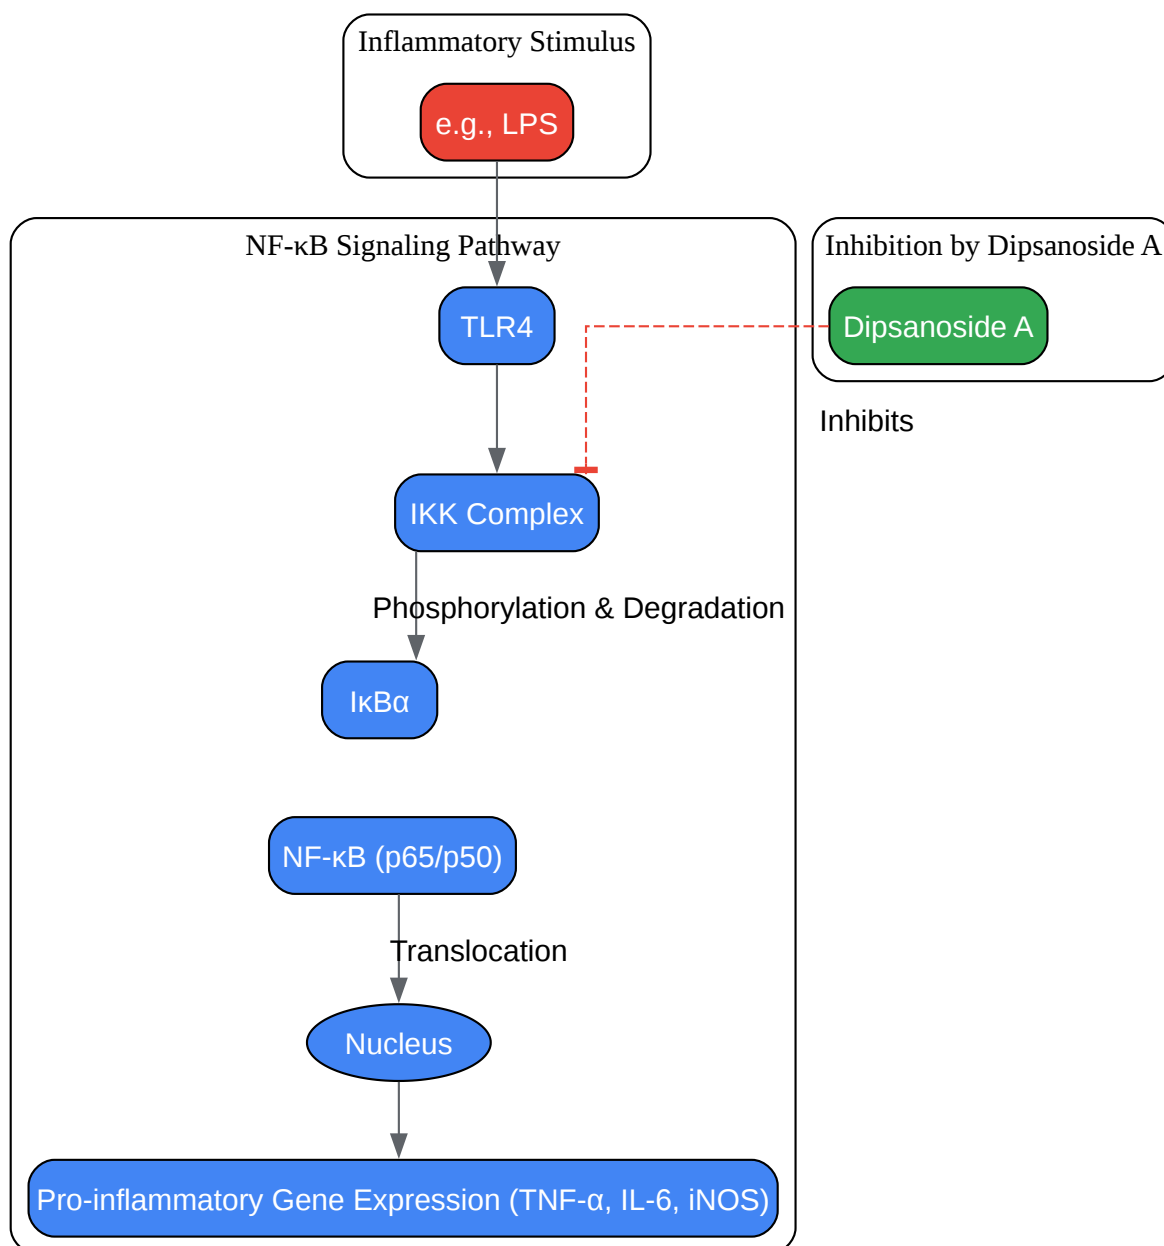 Inflammatory Stimulus
e.g., LPS
NF-κB Signaling Pathway
Inhibition by Dipsanoside A
TLR4
Dipsanoside A
Inhibits
IKK Complex
Phosphorylation & Degradation
IκBα
NF-κB (p65/p50)
Translocation
Nucleus
Pro-inflammatory Gene Expression (TNF-α, IL-6, iNOS)